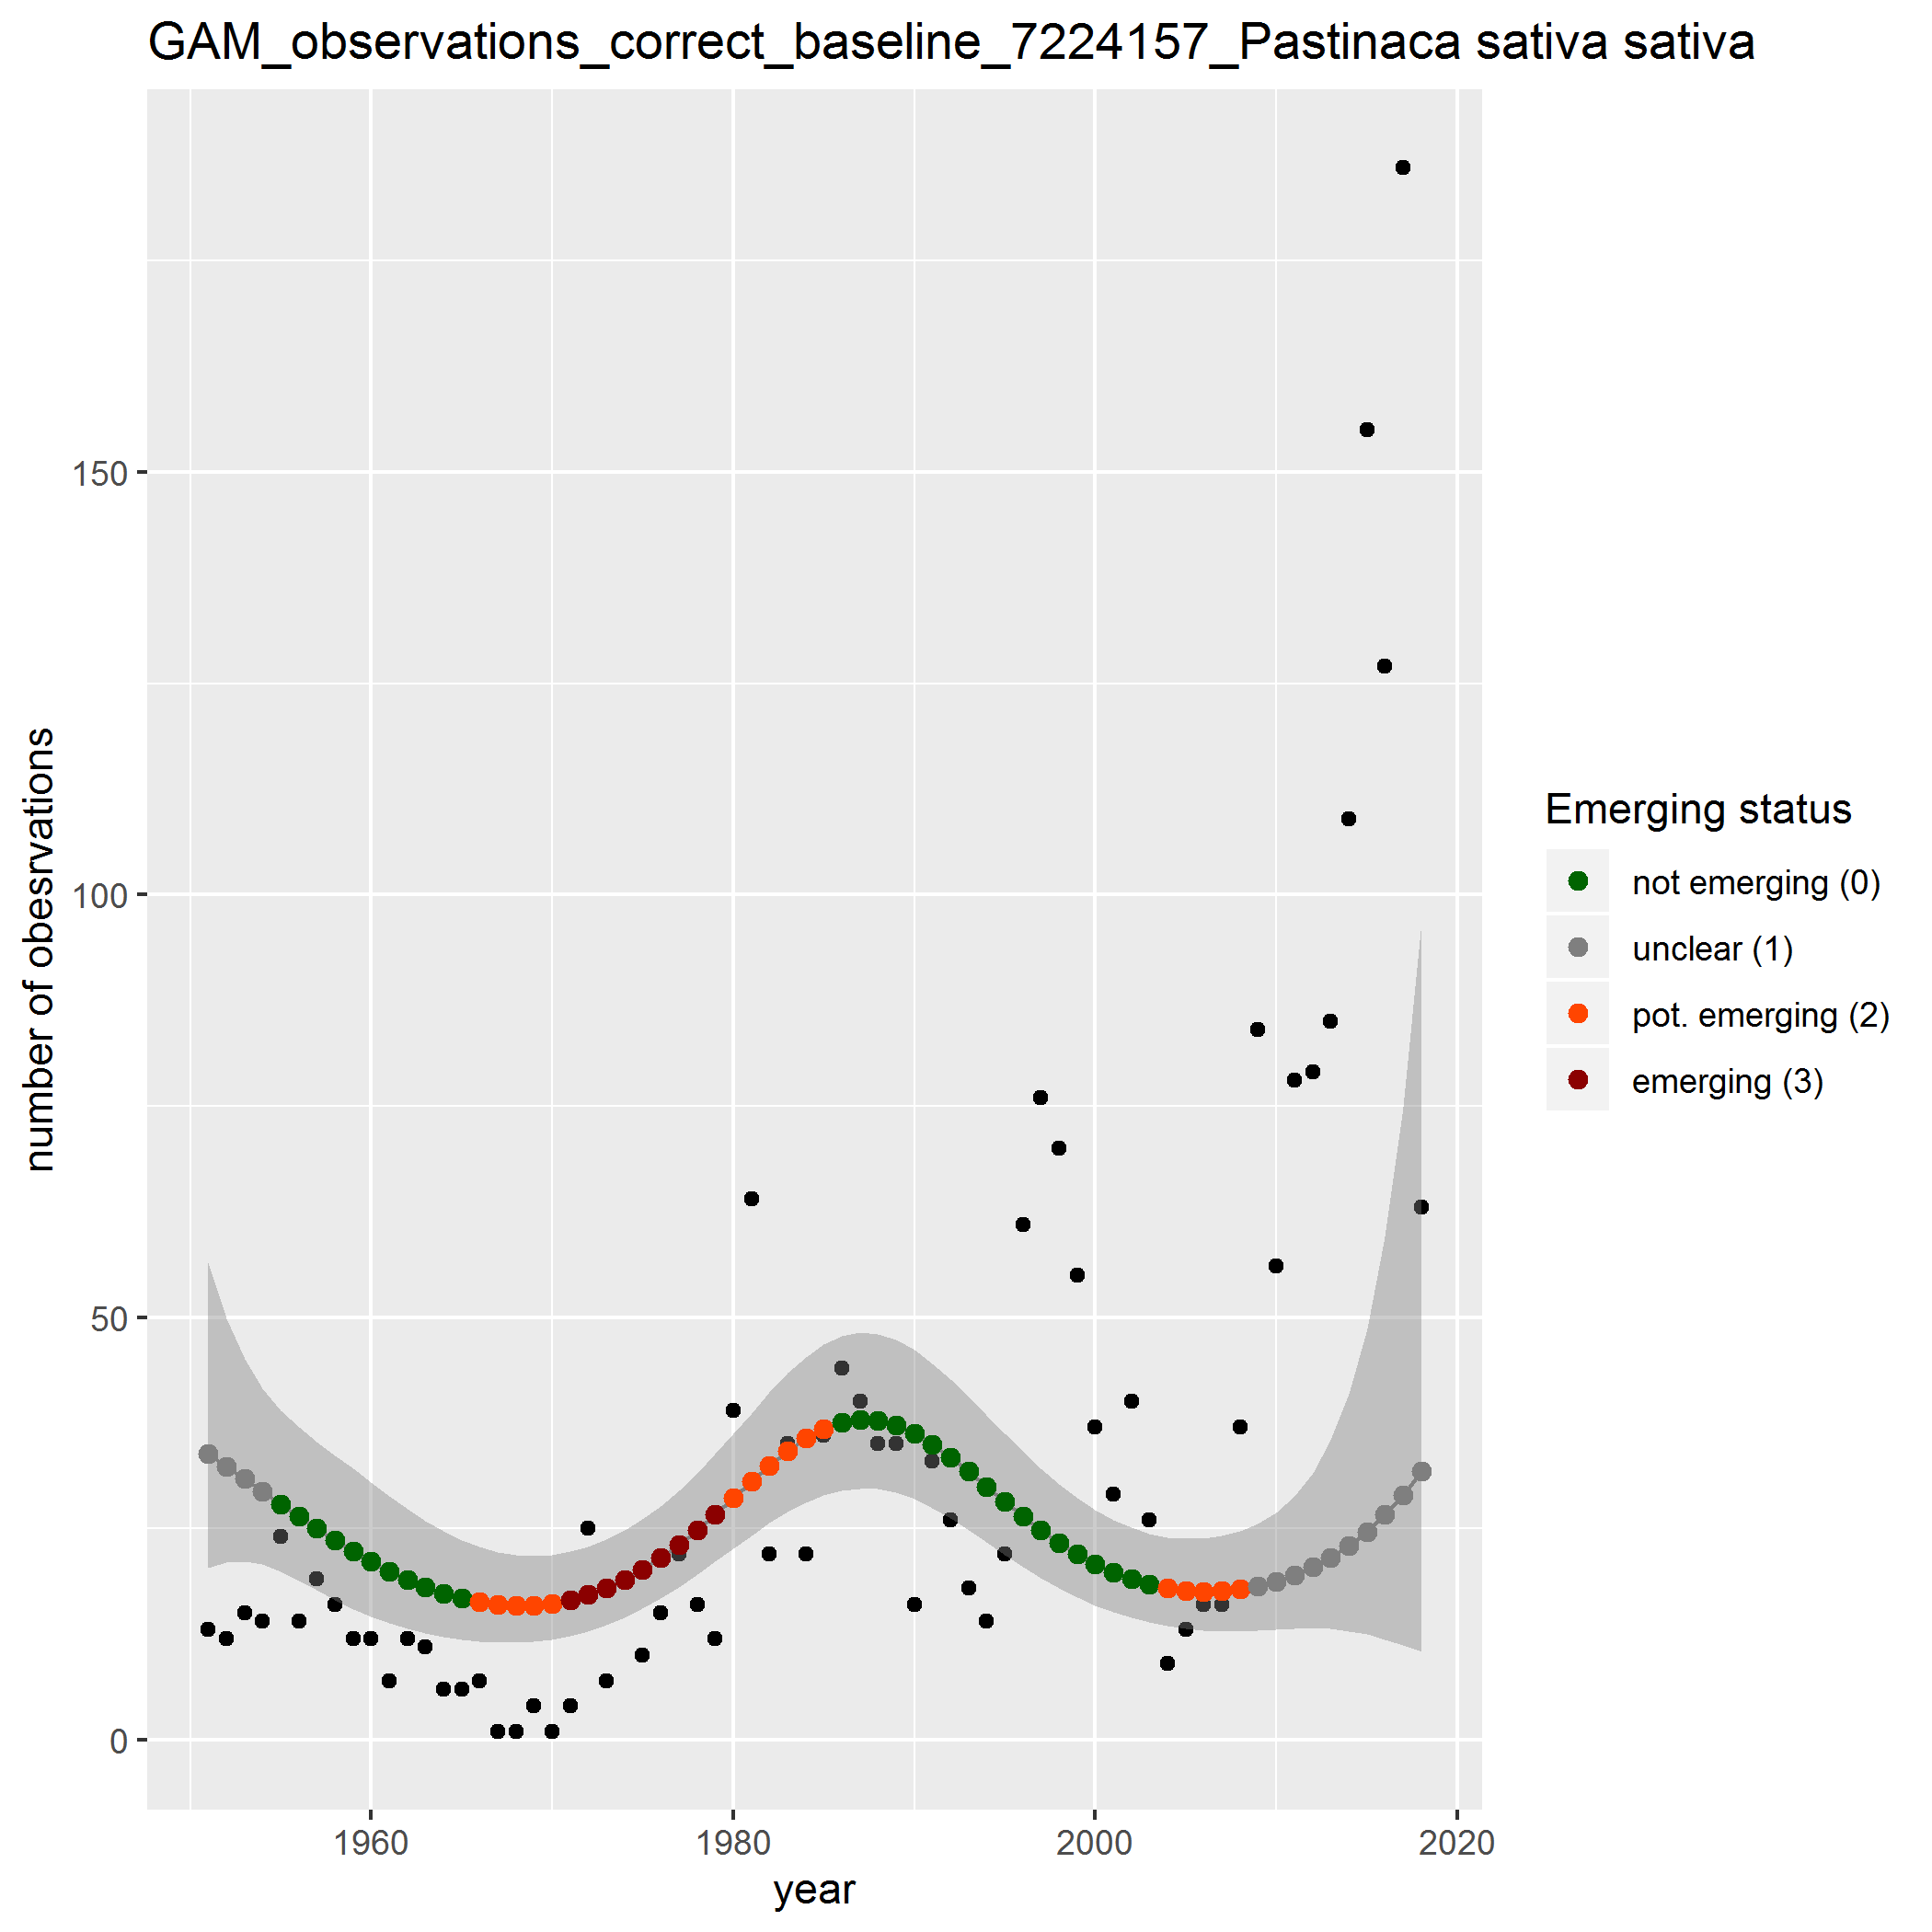 GAM_observations_correct_baseline_7224157_Pastinaca sativa sativa
number of obesrvations
150
100
50
0
1960
1980
2000
2020
year
Emerging status
not emerging (0)
unclear (1)
pot. emerging (2)
emerging (3)